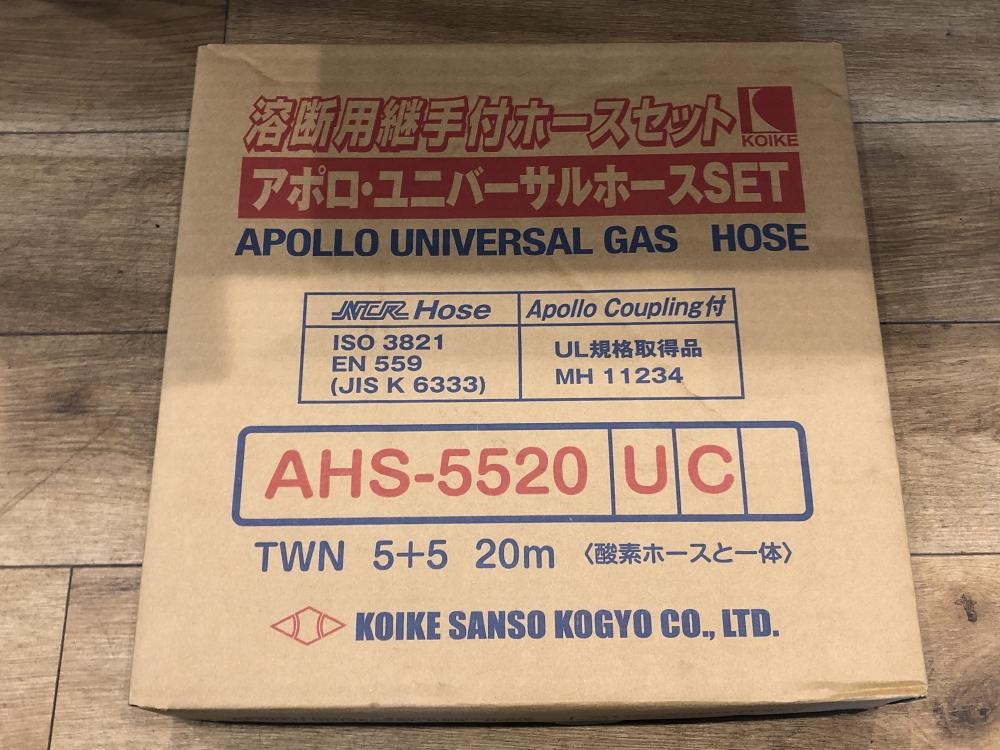 溶断用継手付ホースセット
KOIKE
アポロ・ユニバーサルホースSET
APOLLO UNIVERSAL GAS HOSE
NCR Hose
Apollo Coupling付
ISO 3821
EN 559
(JIS K 6333)
UL規格取得品
MH 11234
AHS-5520 U C
TWN 5+5 20m 〈酸素ホースと一体〉
KOIKE SANSO KOGYO CO., LTD.